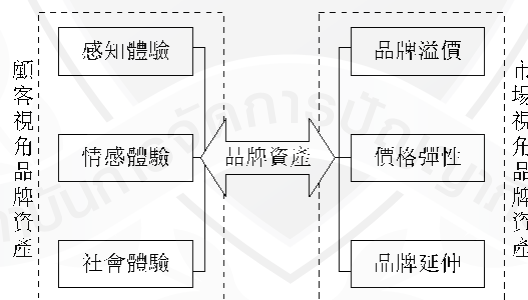 顧客視角品牌資產
感知體驗
情感體驗
社會體驗
品牌資產
品牌溢價
價格彈性
品牌延伸
市場視角品牌資產